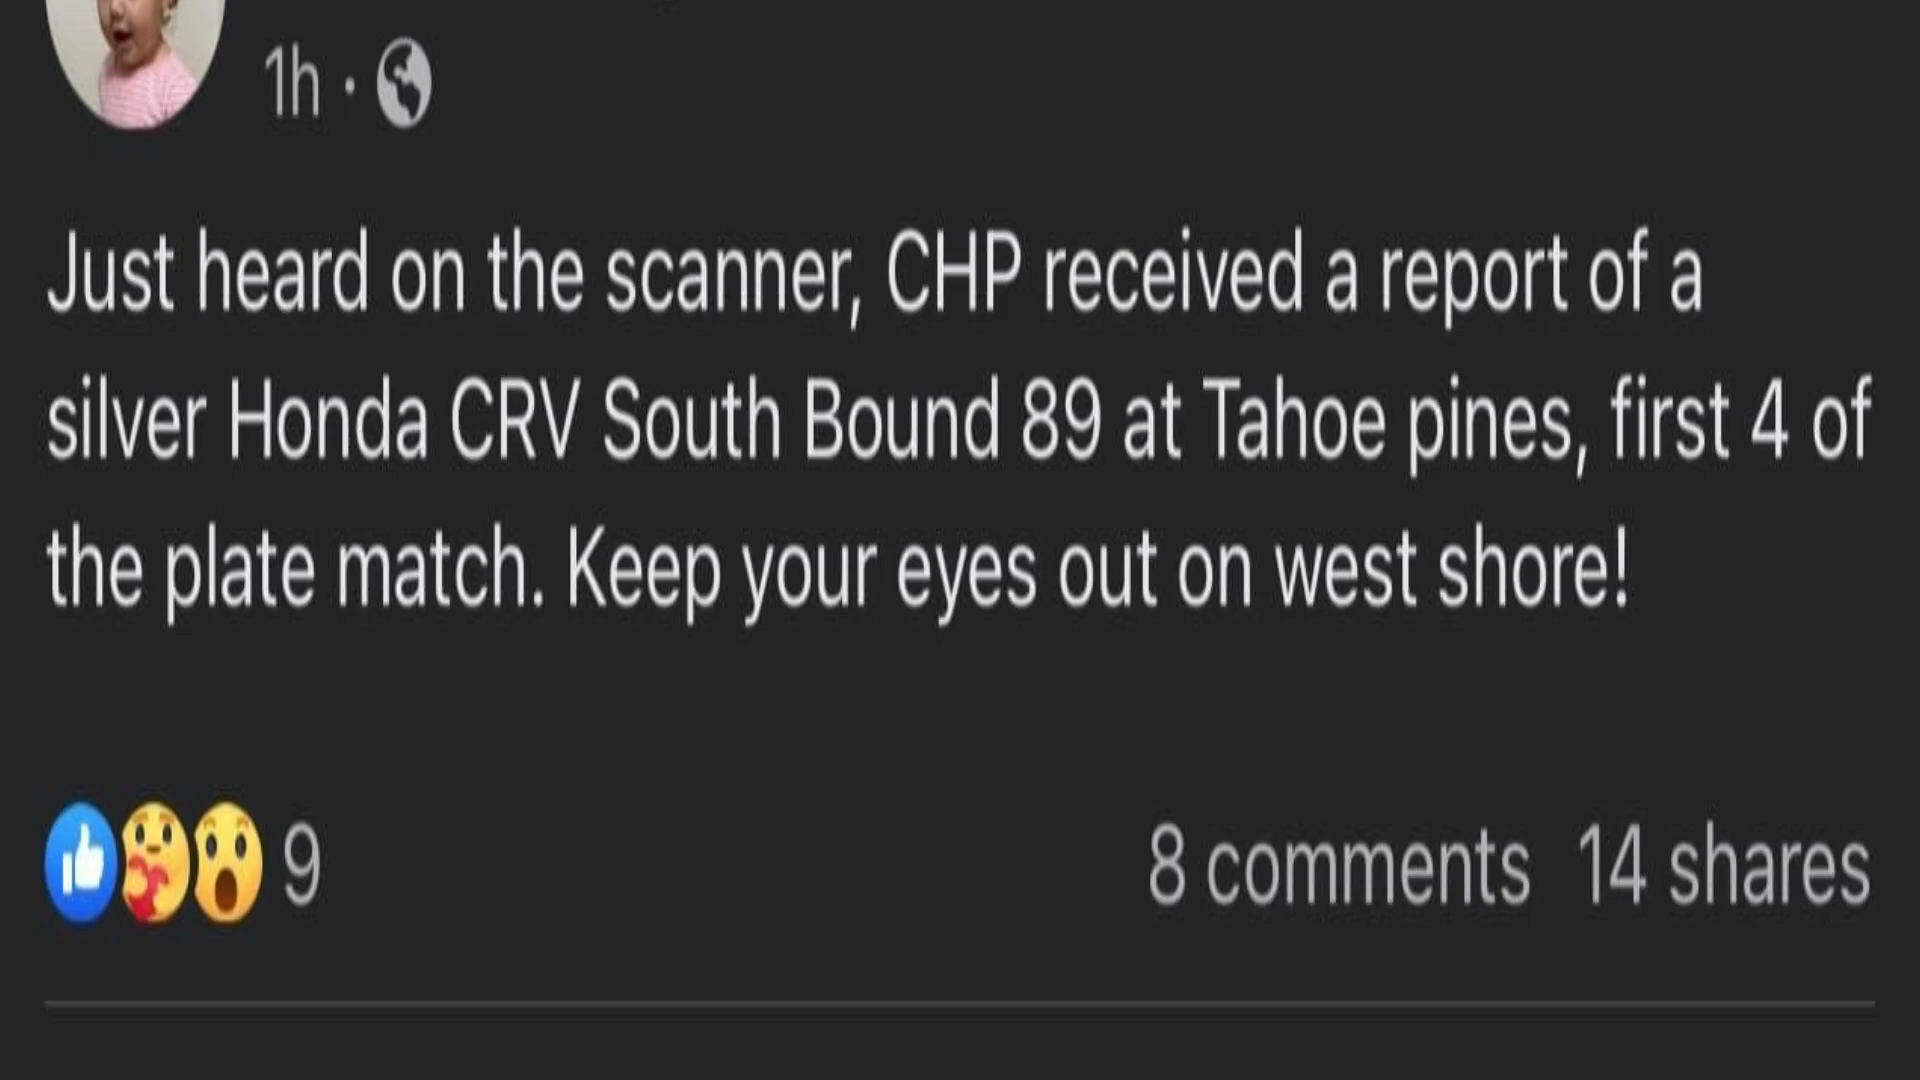 1h ·
Just heard on the scanner, CHP received a report of a
silver Honda CRV South Bound 89 at Tahoe pines, first 4 of
the plate match. Keep your eyes out on west shore!
9 8 comments 14 shares